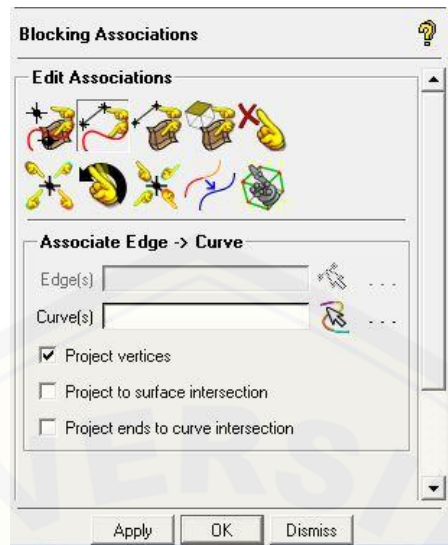 Blocking Associations
Edit Associations
Associate Edge -> Curve
Edge(s)
...
Curve(s)
...
Project vertices
Project to surface intersection
Project ends to curve intersection
VERSI
Apply
OK
Dismiss